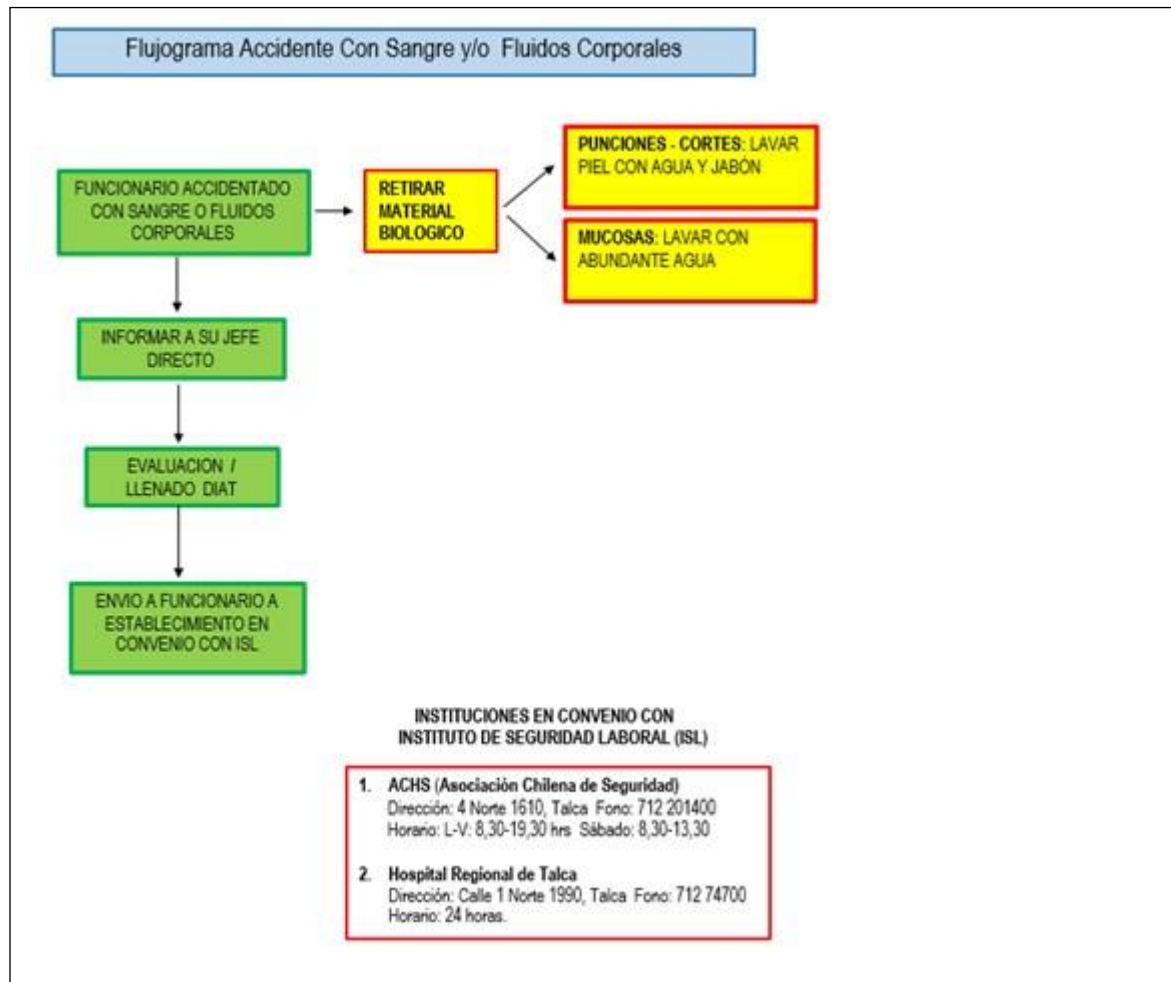 Flujograma Accidente Con Sangre y/o Fluidos Corporales
FUNCIONARIO ACCIDENTADO
CON SANGRE O FLUIDOS
CORPORALES
RETIRAR
MATERIAL
BIOLOGICO
PUNCIONES - CORTES: LAVAR
PIEL CON AGUA Y JABÓN
MUCOSAS: LAVAR CON
ABUNDANTE AGUA
INFORMAR A SU JEFE
DIRECTO
EVALUACION /
LLENADO DIAT
ENVIO A FUNCIONARIO A
ESTABLECIMIENTO EN
CONVENIO CON ISL
INSTITUCIONES EN CONVENIO CON
INSTITUTO DE SEGURIDAD LABORAL (ISL)
1. ACHS (Asociación Chilena de Seguridad)
Dirección: 4 Norte 1610, Talca Fono: 712 201400
Horario: L-V: 8,30-19,30 hrs Sábado: 8,30-13,30
2. Hospital Regional de Talca
Dirección: Calle 1 Norte 1990, Talca Fono: 712 74700
Horario: 24 horas.